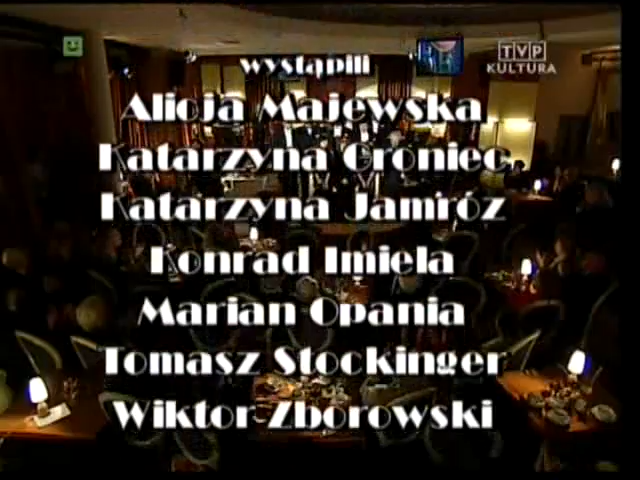 TVP
KULTURA
wystąpili
Alicja Majewska
Katarzyna Groniec
Katarzyna Jamróz
Konrad Imiela
Marian Opania
Tomasz Stockinger
Wiktor Zborowski